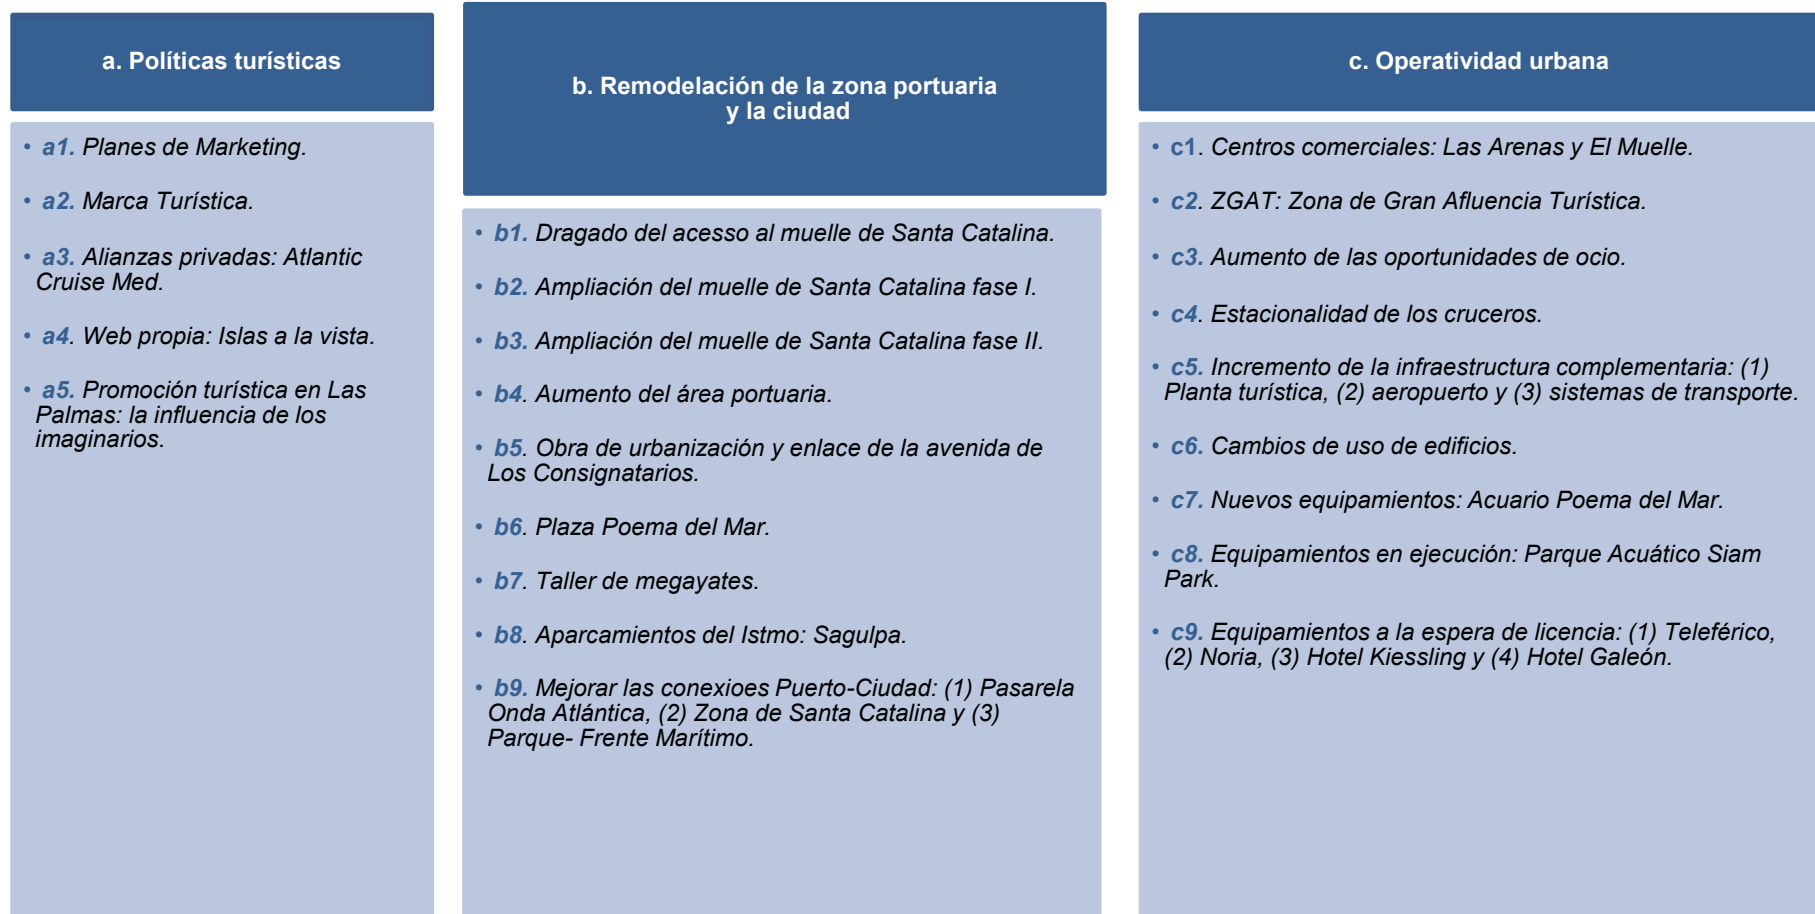 a. Políticas turísticas
• a1. Planes de Marketing.
• a2. Marca Turística.
• a3. Alianzas privadas: Atlantic
Cruise Med.
• a4. Web propia: Islas a la vista.
• a5. Promoción turística en Las
Palmas: la influencia de los
imaginarios.
b. Remodelación de la zona portuaria
y la ciudad
• b1. Dragado del acesso al muelle de Santa Catalina.
• b2. Ampliación del muelle de Santa Catalina fase I.
• b3. Ampliación del muelle de Santa Catalina fase II.
• b4. Aumento del área portuaria.
• b5. Obra de urbanización y enlace de la avenida de
Los Consignatarios.
• b6. Plaza Poema del Mar.
• b7. Taller de megayates.
• b8. Aparcamientos del Istmo: Sagulpa.
• b9. Mejorar las conexioes Puerto-Ciudad: (1) Pasarela
Onda Atlántica, (2) Zona de Santa Catalina y (3)
Parque- Frente Marítimo.
c. Operatividad urbana
• c1. Centros comerciales: Las Arenas y El Muelle.
• c2. ZGAT: Zona de Gran Afluencia Turística.
• c3. Aumento de las oportunidades de ocio.
• c4. Estacionalidad de los cruceros.
• c5. Incremento de la infraestructura complementaria: (1)
Planta turística, (2) aeropuerto y (3) sistemas de transporte.
• c6. Cambios de uso de edificios.
• c7. Nuevos equipamientos: Acuario Poema del Mar.
• c8. Equipamientos en ejecución: Parque Acuático Siam
Park.
• c9. Equipamientos a la espera de licencia: (1) Teleférico,
(2) Noria, (3) Hotel Kiessling y (4) Hotel Galeón.